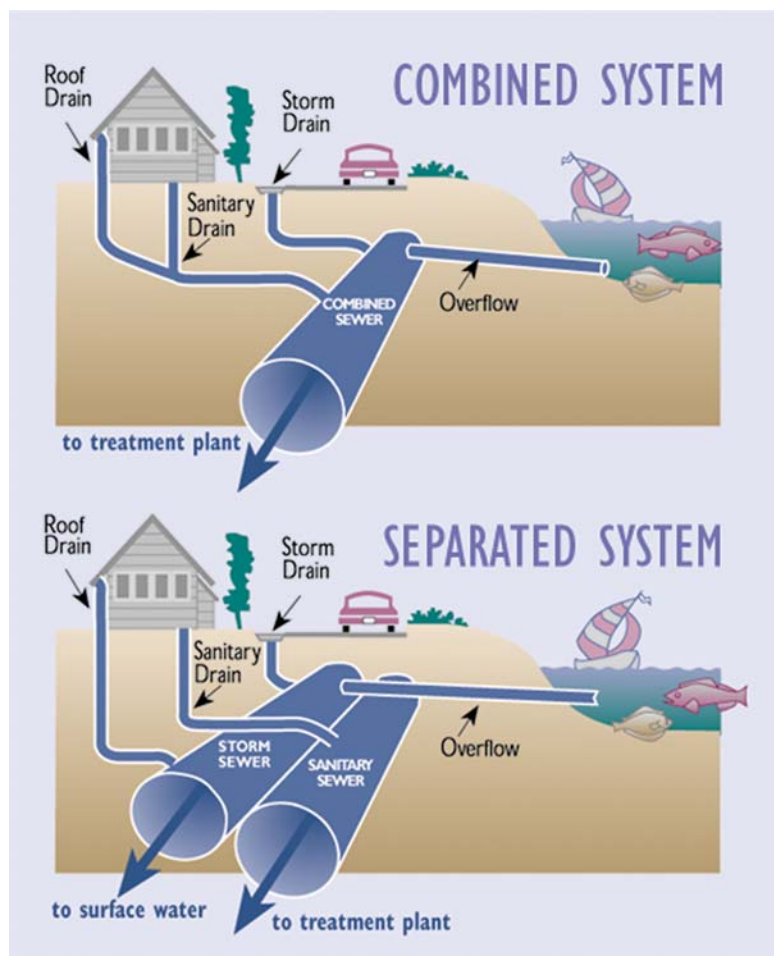 COMBINED SYSTEM
Roof
Drain
Storm
Drain
Sanitary
Drain
COMBINED
SEWER
Overflow
to treatment plant
SEPARATED SYSTEM
Roof
Drain
Storm
Drain
Sanitary
Drain
STORM
SEWER
SANITARY
SEWER
Overflow
to surface water
to treatment plant